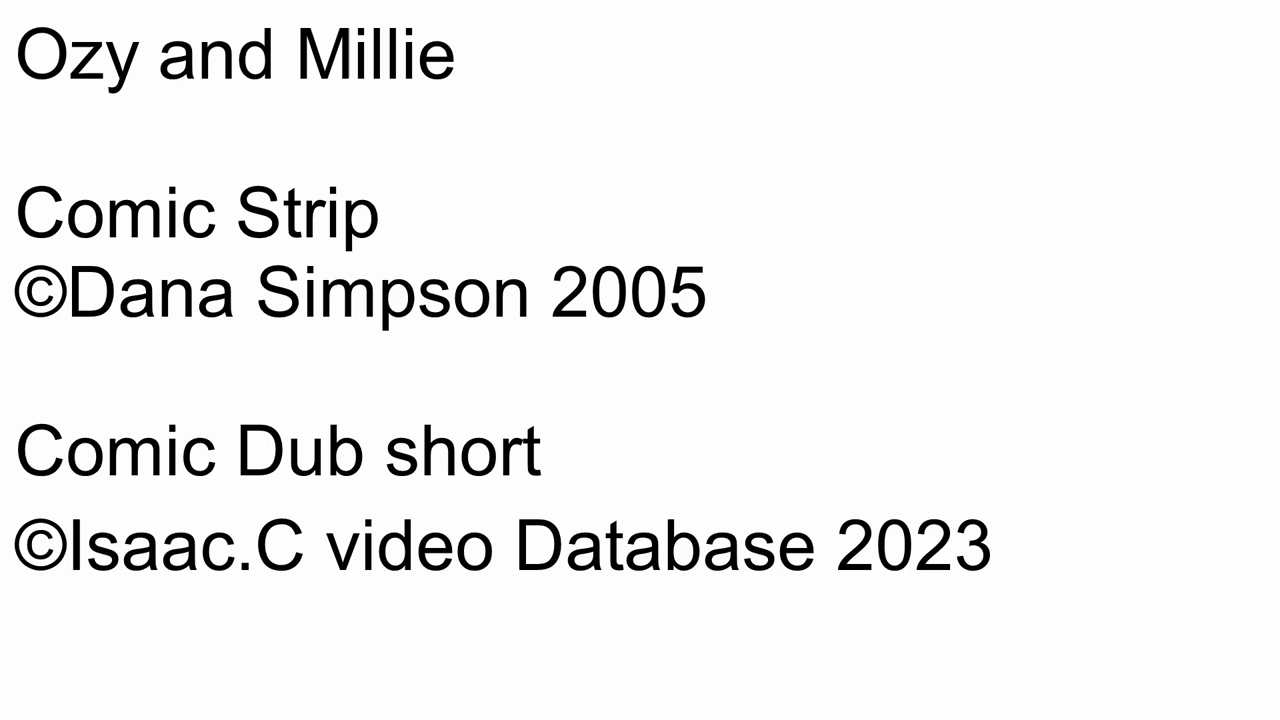 Ozy and Millie
Comic Strip
©Dana Simpson 2005
Comic Dub short
©Isaac.C video Database 2023